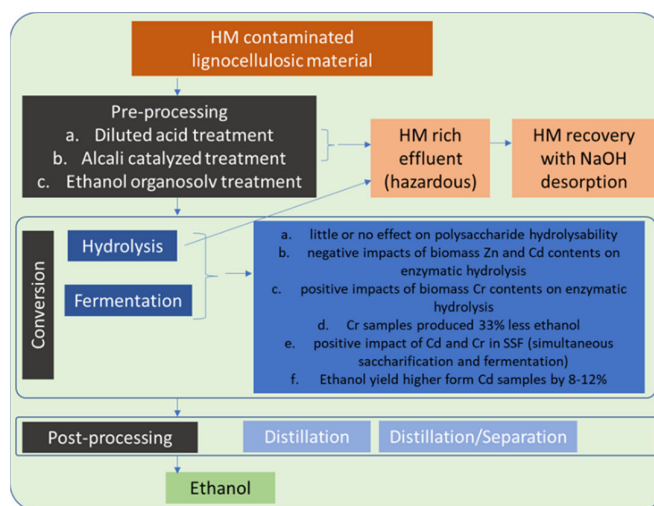 HM contaminated
lignocellulosic material
Pre-processing
a. Diluted acid treatment
b. Alcali catalyzed treatment
c. Ethanol organosolv treatment
HM rich
effluent
(hazardous)
HM recovery
with NaOH
desorption
Conversion
Hydrolysis
Fermentation
a. little or no effect on polysaccharide hydrolysability
b. negative impacts of biomass Zn and Cd contents on
enzymatic hydrolysis
c. positive impacts of biomass Cr contents on enzymatic
hydrolysis
d. Cr samples produced 33% less ethanol
e. positive impact of Cd and Cr in SSF (simultaneous
saccharification and fermentation)
f. Ethanol yield higher form Cd samples by 8-12%
Post-processing
Distillation
Distillation/Separation
Ethanol